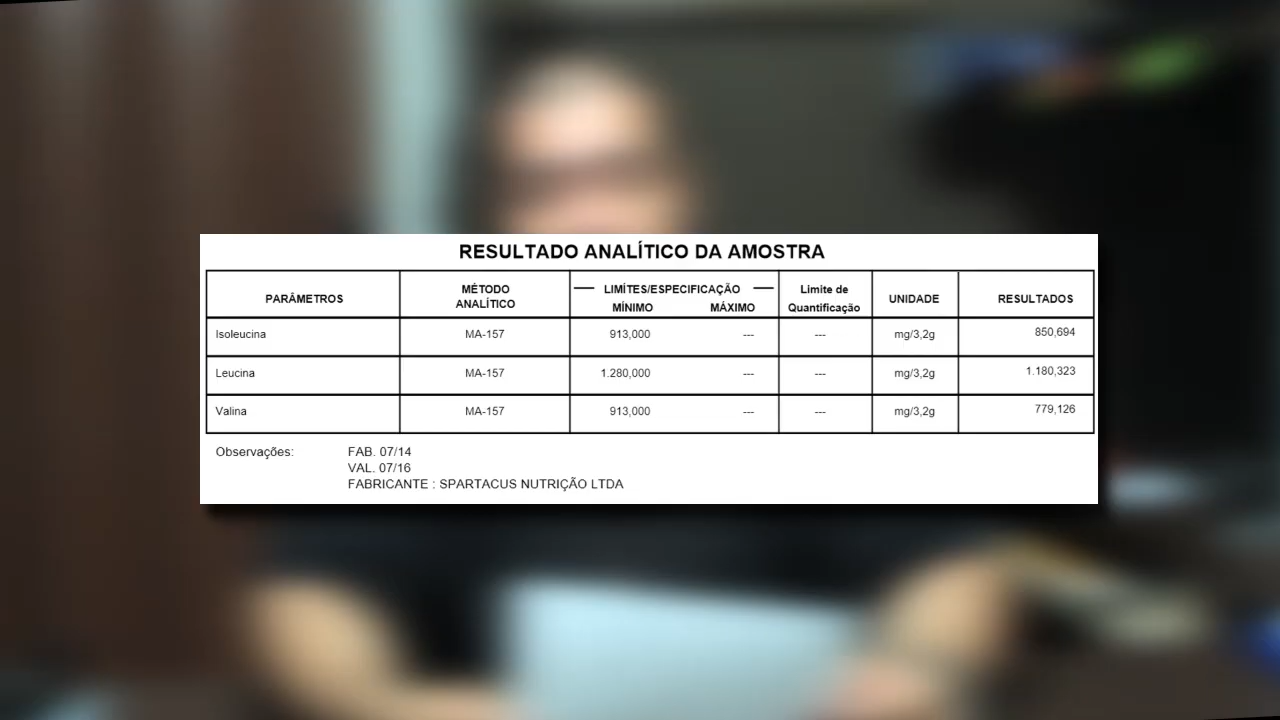 RESULTADO ANALÍTICO DA AMOSTRA
PARÂMETROS MÉTODO ANALÍTICO LIMÍTES/ESPECIFICAÇÃO MÍNIMO MÁXIMO Limite de Quantificação UNIDADE RESULTADOS
Isoleucina MA-157 913,000 --- --- mg/3,2g 850,694
Leucina MA-157 1.280,000 --- --- mg/3,2g 1.180,323
Valina MA-157 913,000 --- --- mg/3,2g 779,126
Observações: FAB. 07/14
VAL. 07/16
FABRICANTE : SPARTACUS NUTRIÇÃO LTDA